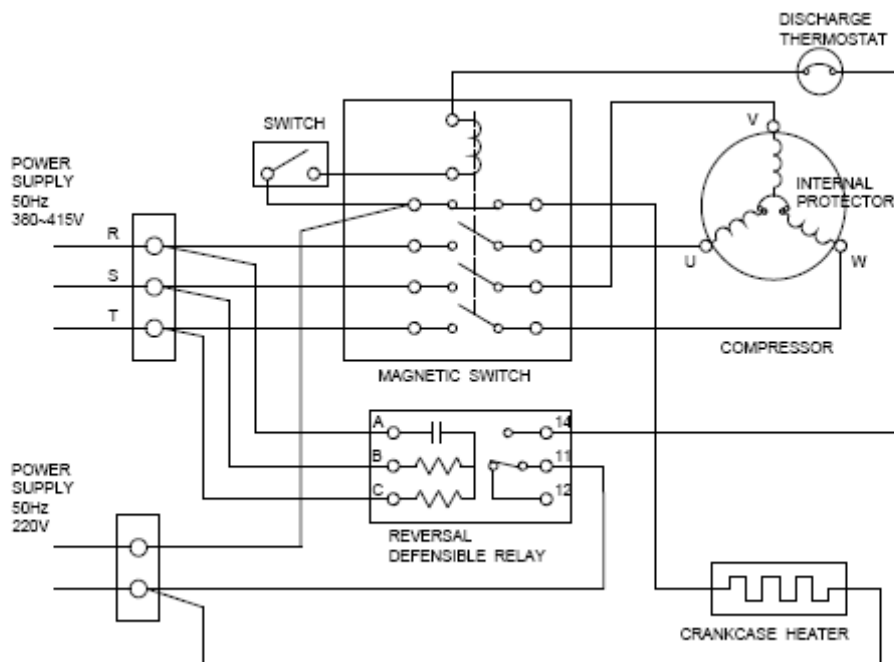 DISCHARGE
THERMOSTAT
SWITCH
V
POWER
SUPPLY
50Hz
380~415V
INTERNAL
PROTECTOR
R
S
T
U
W
COMPRESSOR
MAGNETIC SWITCH
A
14
B
11
C
12
POWER
SUPPLY
50Hz
220V
REVERSAL
DEFENSIBLE RELAY
CRANKCASE HEATER